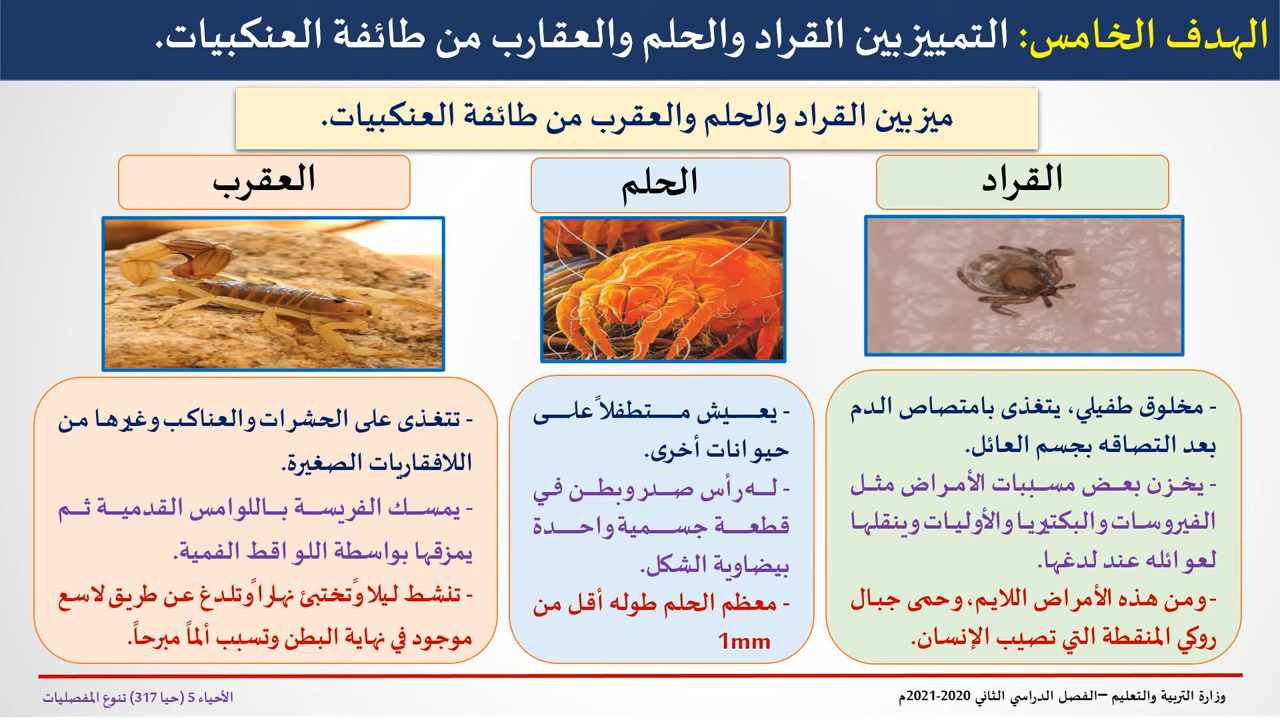 الهدف الخامس: التمييز بين القراد والحلم والعقارب من طائفة العنكبيات.
ميز بين القراد والحلم والعقرب من طائفة العنكبيات.
القراد
- مخلوق طفيلي، يتغذى بامتصاص الدم
بعد التصاقه بجسم العائل.
- يخزن بعض مسببات الأمراض مثل
الفيروسات والبكتيريا والأوليات وينقلها
لعوائله عند لدغها.
-ومن هذه الأمراض اللايم، وحمى جبال
روكي المنقطة التي تصيب الإنسان.
الحلم
- يعيش متطفلاً على
حيوانات أخرى.
- له رأس صدر وبطن في
قطعة جسمية واحدة
بيضاوية الشكل.
- معظم الحلم طوله أقل من
1mm
العقرب
- تتغذى على الحشرات والعناكب وغيرها من
اللافقاريات الصغيرة.
- يمسك الفريسة باللوامس القدمية ثم
يمزقها بواسطة اللواقط الفمية.
- تنشط ليلا وًتختبئ نهارا وًتلدغ عن طريق لاسع
موجود في نهاية البطن وتسبب ألماً مبرحاً.
وزارة التربية والتعليم –الفصل الدراسي الثاني 2020-2021م
الأحياء 5 (حيا 317) تنوع المفصليات